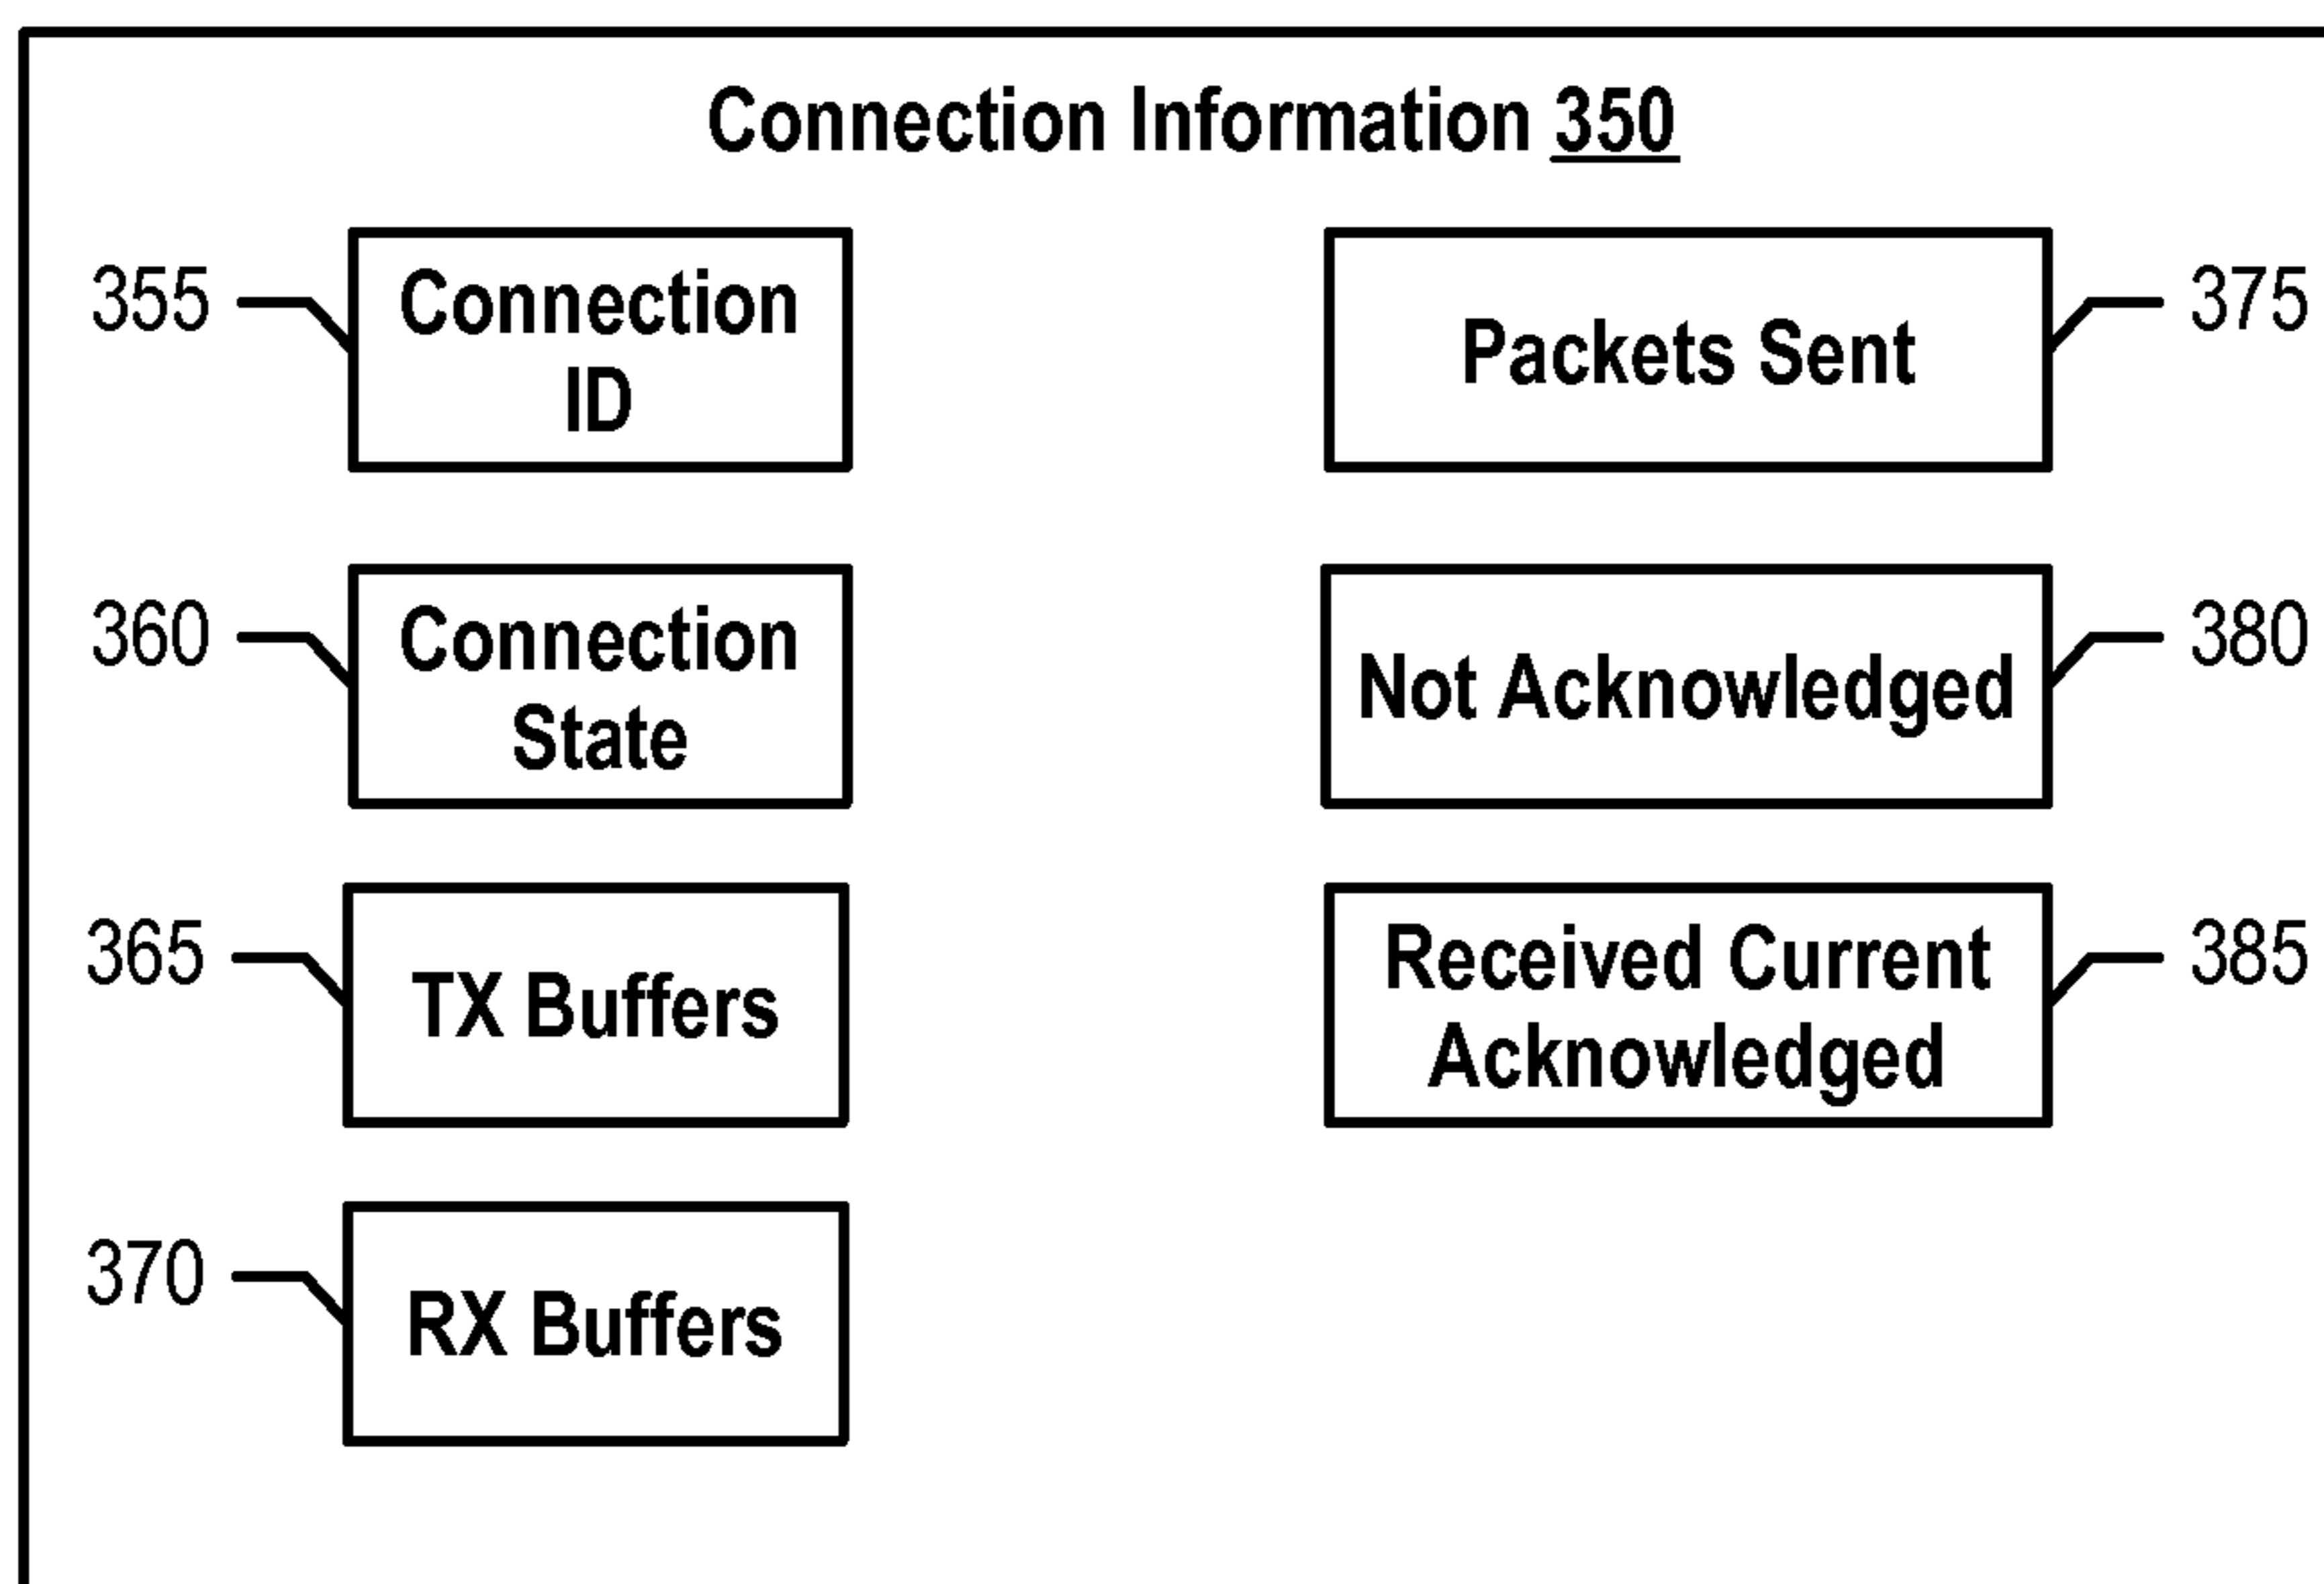 Connection Information 350
355
Connection
ID
375
Packets Sent
360
Connection
State
380
Not Acknowledged
365
TX Buffers
385
Received Current
Acknowledged
370
RX Buffers